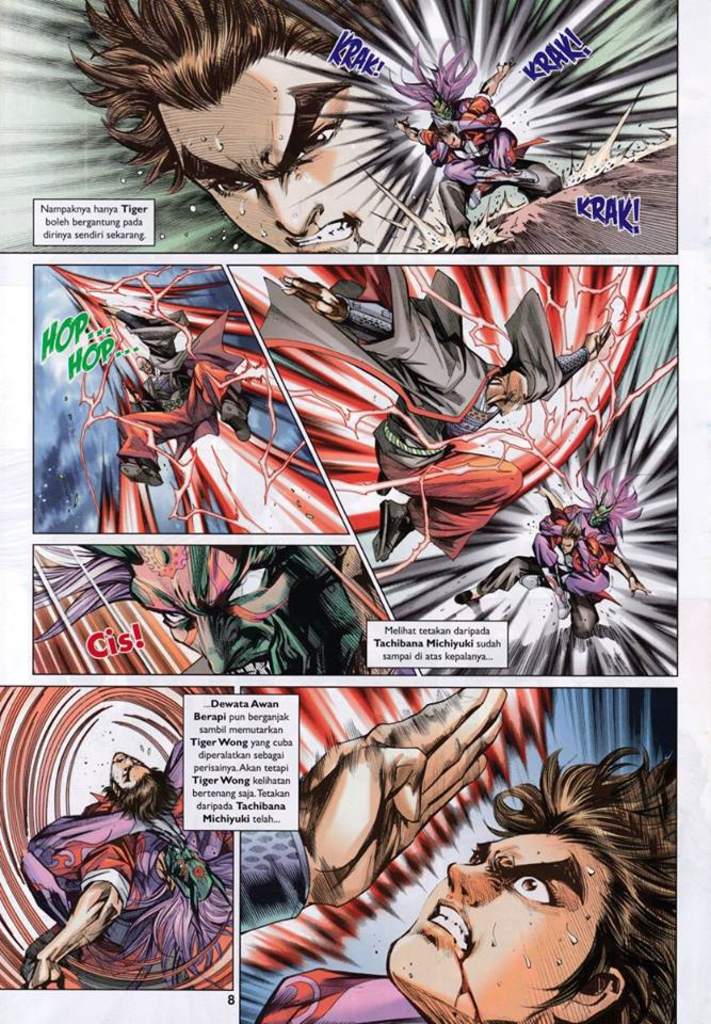 KRAK!
KRAK!
KRAK!
Nampaknya hanya Tiger
boleh bergantung pada
dirinya sendiri sekarang.
HOP...
HOP...
Cis!
Melihat tetakan daripada
Tachibana Michiyuki sudah
sampai di atas kepalanya...
...Dewata Awan
Berapi pun berganjak
sambil memutarkan
Tiger Wong yang cuba
diperalatkan sebagai
perisainya. Akan tetapi
Tiger Wong kelihatan
bertenang saja. Tetakan
daripada Tachibana
Michiyuki telah...
8